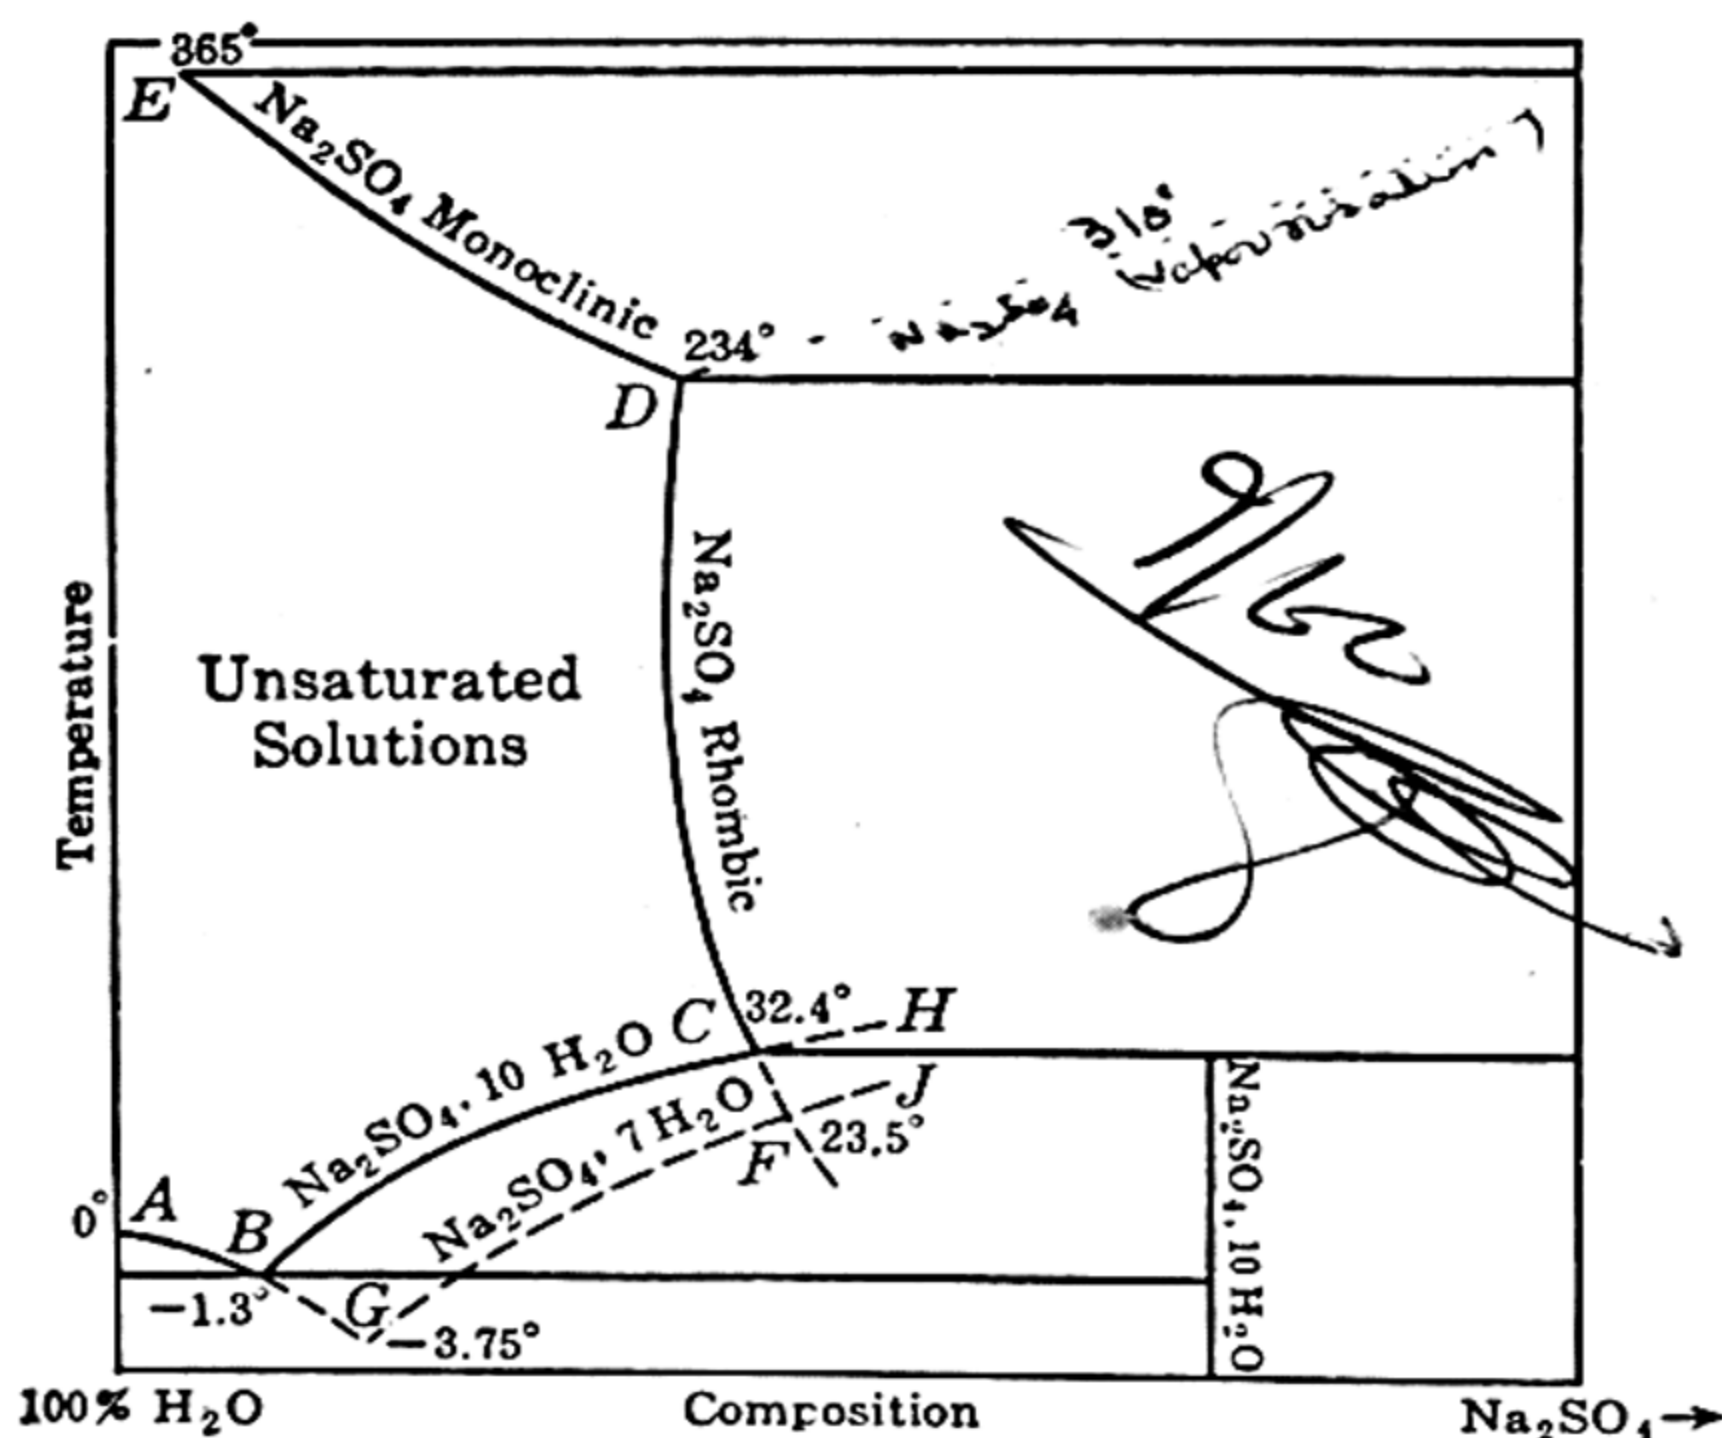 365°
E
Na₂SO₄ Monoclinic
318°
Na₂SO₄
234°
D
Temperature
Unsaturated
Solutions
Na₂SO₄ Rhombic
C
32.4°
H
Na₂SO₄. 10 H₂O
J
Na₂SO₄. 7 H₂O
F
23.5°
Na₂SO₄. 10 H₂O
0°
A
B
G
−1.3°
−3.75°
100% H₂O
Composition
Na₂SO₄→